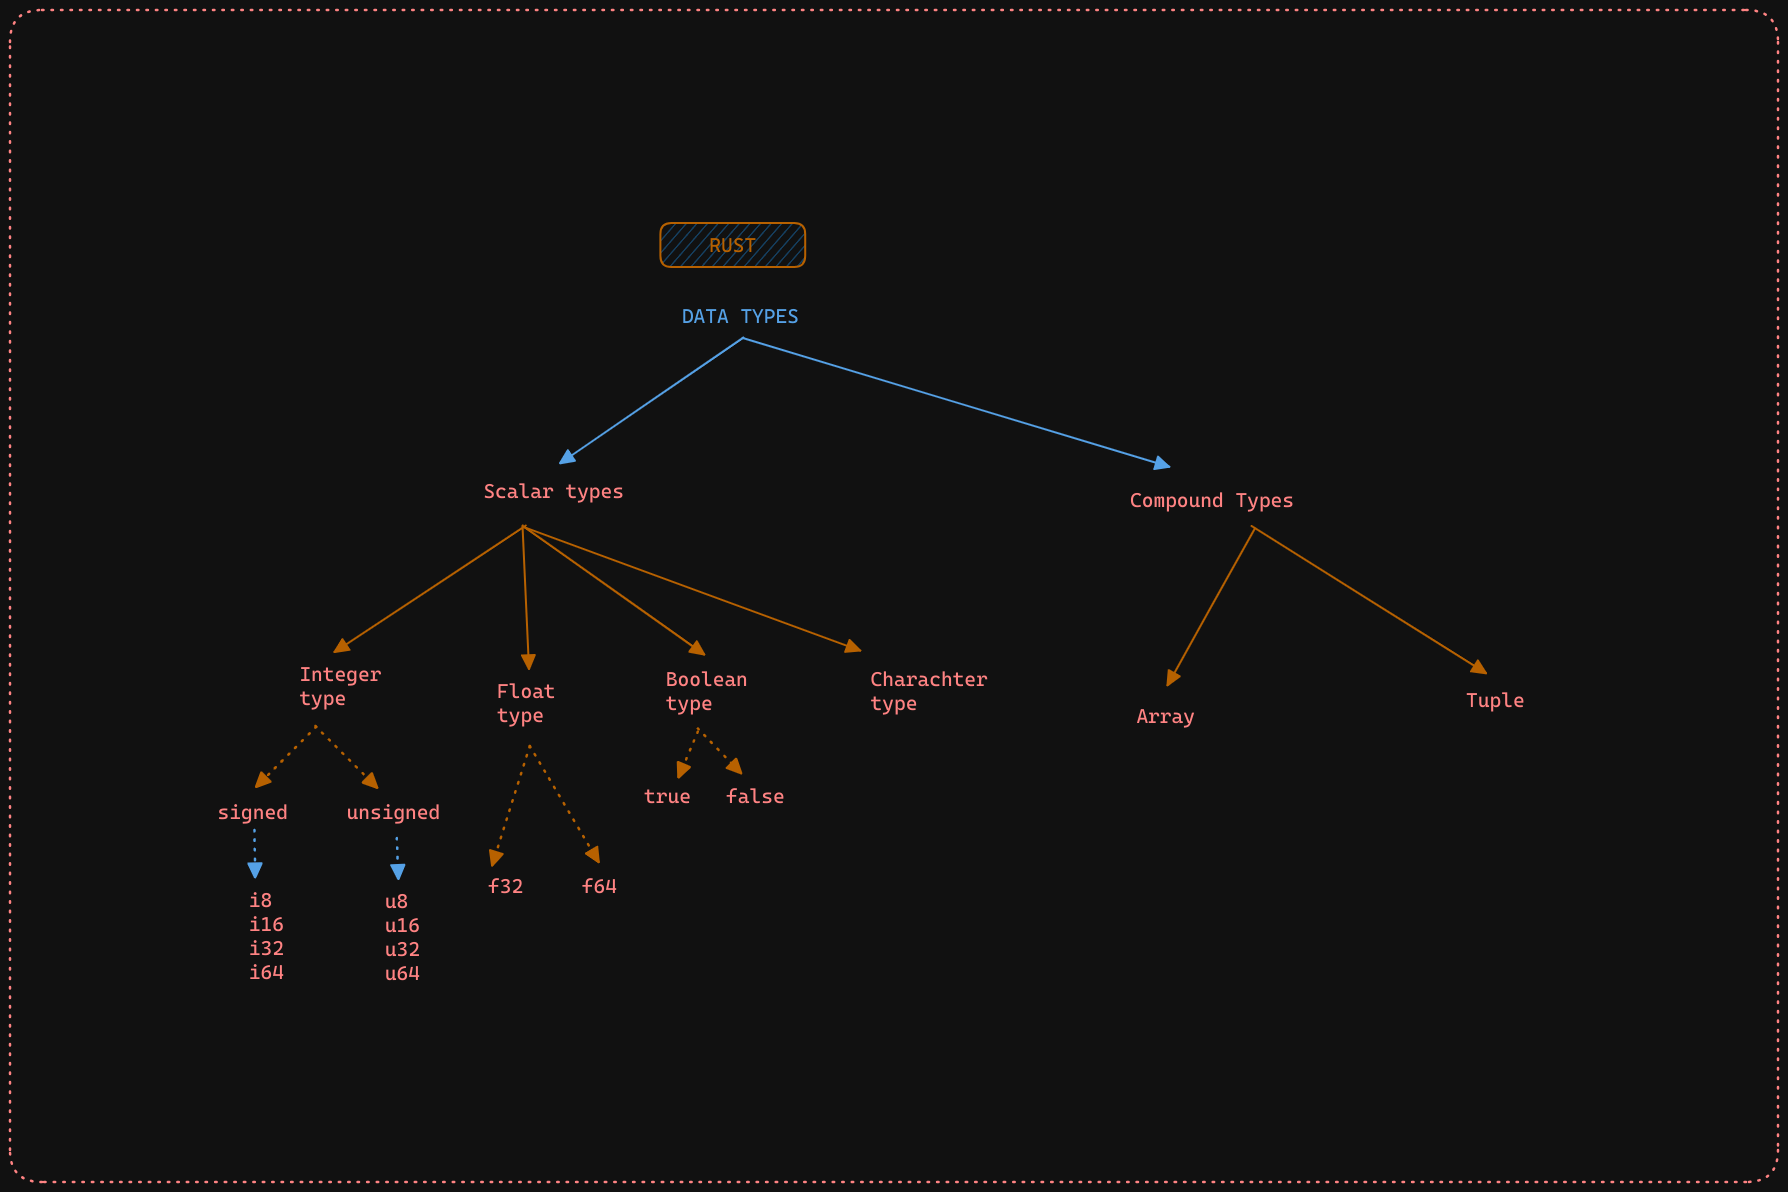 RUST
DATA TYPES
Scalar types
Compound Types
Integer
type
Float
type
Boolean
type
Charachter
type
Array
Tuple
signed
unsigned
true
false
i8
i16
i32
i64
u8
u16
u32
u64
f32
f64